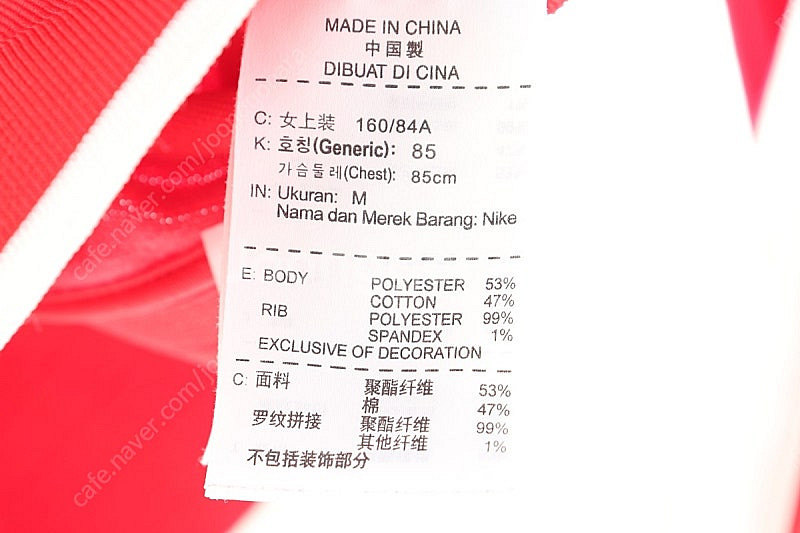 MADE IN CHINA
中国製
DIBUAT DI CINA
C: 女上装 160/84A
K: 호칭(Generic): 85
가슴둘레(Chest): 85cm
IN: Ukuran: M
Nama dan Merek Barang: Nike
E: BODY POLYESTER 53%
COTTON 47%
RIB POLYESTER 99%
SPANDEX 1%
EXCLUSIVE OF DECORATION
C: 面料 聚酯纤维 53%
棉 47%
罗纹拼接 聚酯纤维 99%
其他纤维 1%
不包括装饰部分